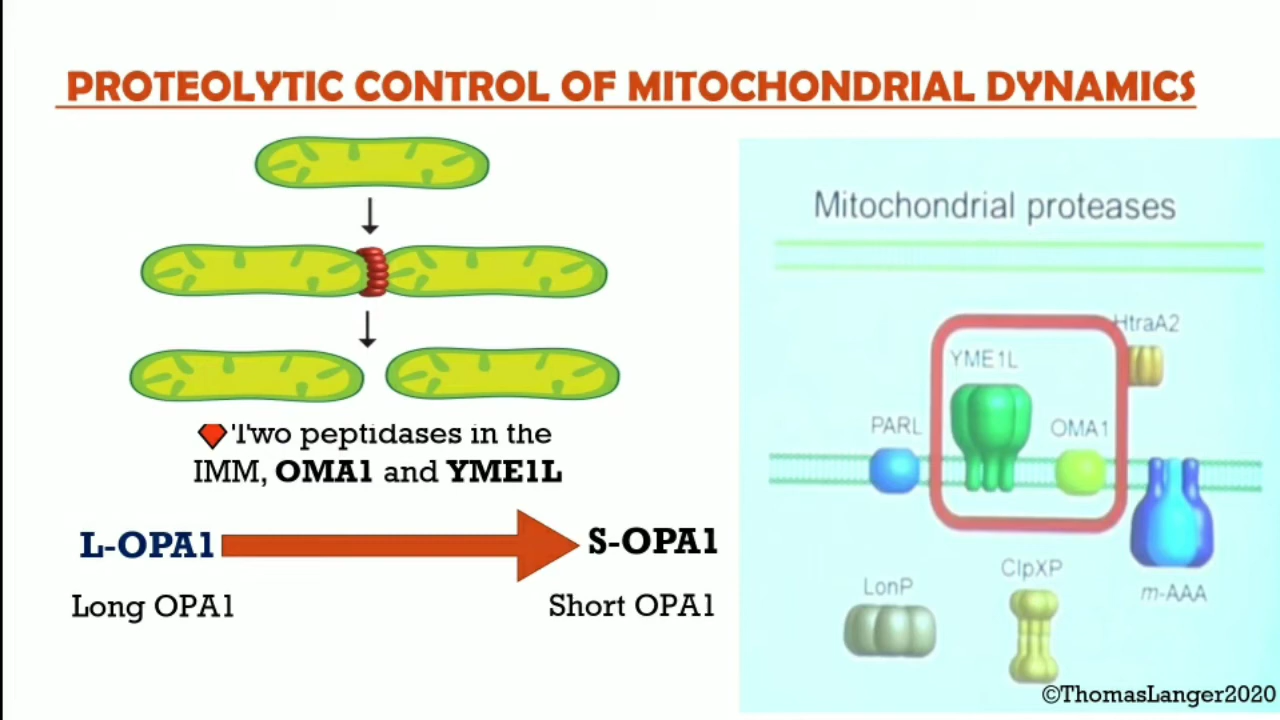 PROTEOLYTIC CONTROL OF MITOCHONDRIAL DYNAMICS
Two peptidases in the
IMM, OMA1 and YME1L
L-OPA1
S-OPA1
Long OPA1
Short OPA1
Mitochondrial proteases
HtraA2
YME1L
PARL
OMA1
ClpXP
LonP
m-AAA
©ThomasLanger2020